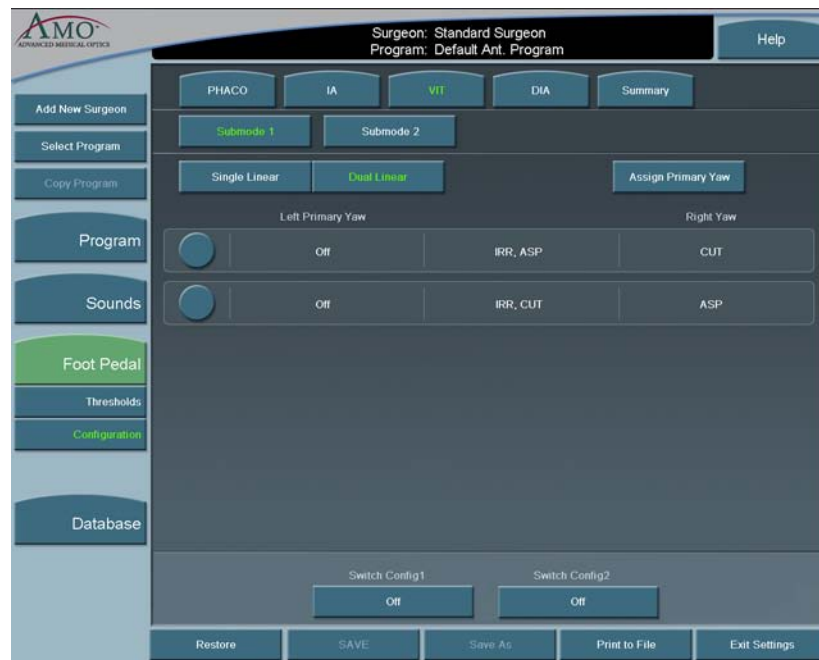 AMO
ADVANCED MEDICAL OPTICS
Surgeon: Standard Surgeon
Program: Default Ant. Program
Help
Add New Surgeon
Select Program
Copy Program
Program
Sounds
Foot Pedal
Thresholds
Configuration
Database
PHACO IA VIT DIA Summary
Submode 1 Submode 2
Single Linear Dual Linear Assign Primary Yaw
Left Primary Yaw Right Yaw
Off IRR, ASP CUT
Off IRR, CUT ASP
Switch Config1 Switch Config2
Off Off
Restore SAVE Save As Print to File Exit Settings